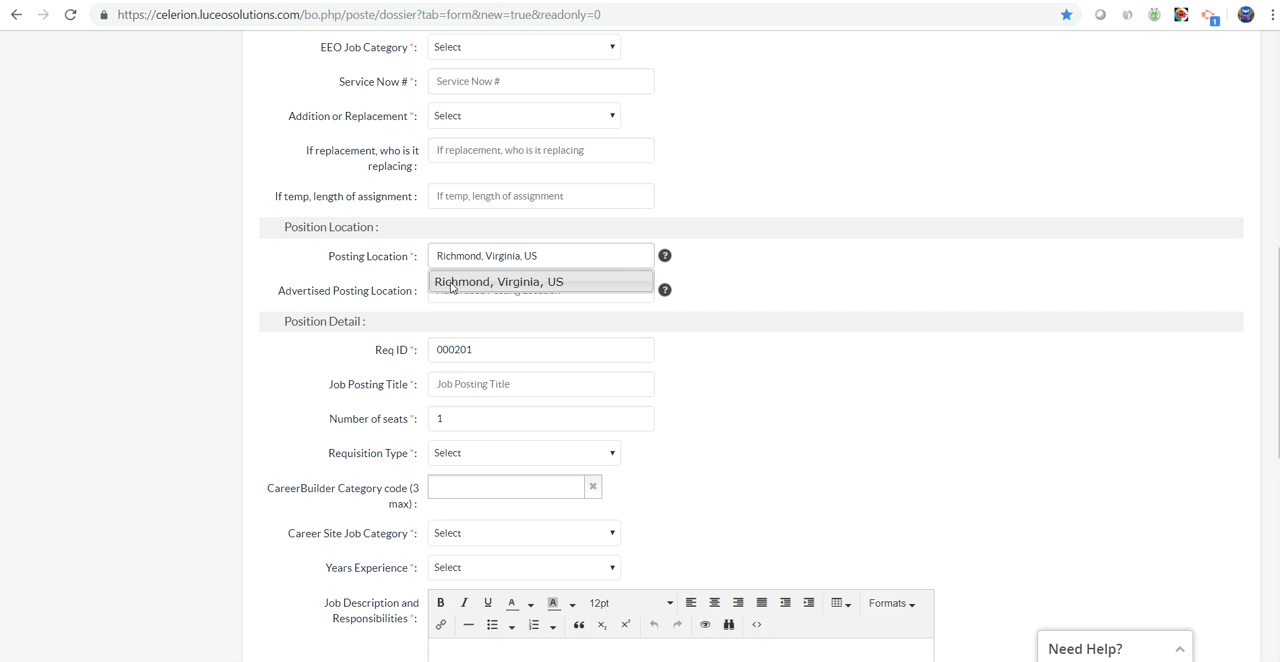 https://celerion.luceosolutions.com/bo.php/poste/dossier?tab=form&new=true&readonly=0
1
EEO Job Category *: Select
Service Now # *: Service Now #
Addition or Replacement *: Select
If replacement, who is it replacing : If replacement, who is it replacing
If temp, length of assignment : If temp, length of assignment
Position Location :
Posting Location *: Richmond, Virginia, US ?
Richmond, Virginia, US
Advertised Posting Location : ?
Position Detail :
Req ID *: 000201
Job Posting Title *: Job Posting Title
Number of seats *: 1
Requisition Type *: Select
CareerBuilder Category code (3 max) :
Career Site Job Category *: Select
Years Experience *: Select
Job Description and Responsibilities *:
B I U A A 12pt Formats
Need Help?